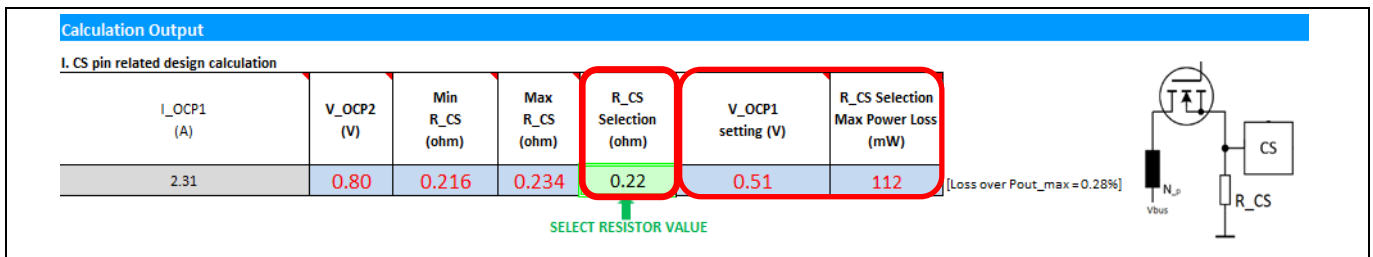 Calculation Output
I. CS pin related design calculation
I_OCP1
(A)
V_OCP2
(V)
Min
R_CS
(ohm)
Max
R_CS
(ohm)
R_CS
Selection
(ohm)
V_OCP1
setting (V)
R_CS Selection
Max Power Loss
(mW)
2.31
0.80
0.216
0.234
0.22
0.51
112
[Loss over Pout_max = 0.28%]
SELECT RESISTOR VALUE
CS
N_p
Vbus
R_CS